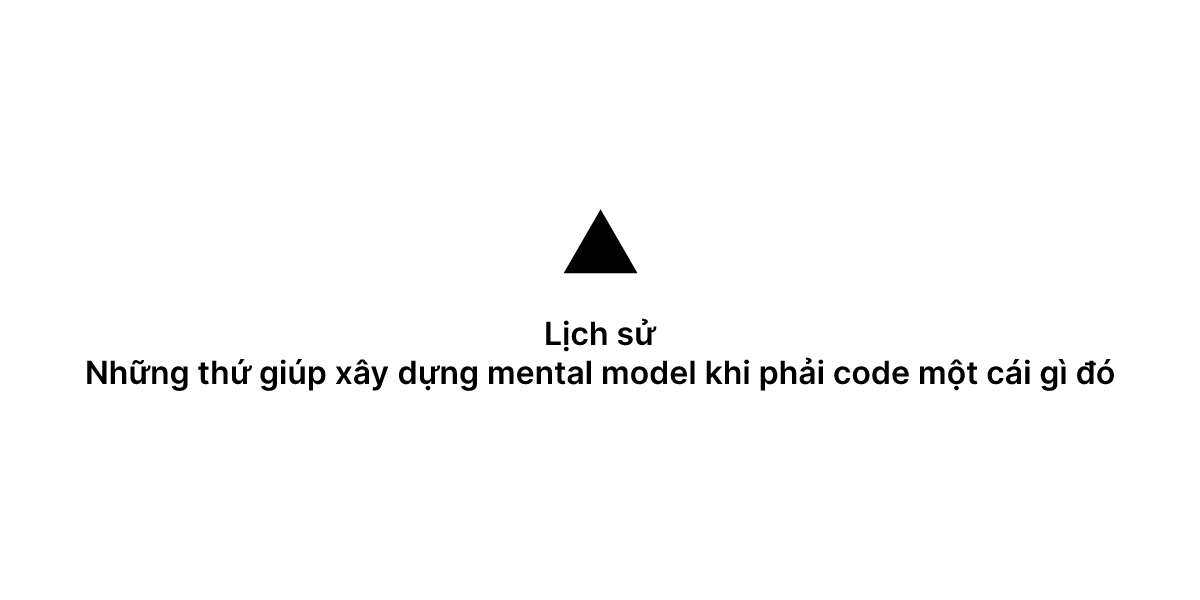 Lịch sử
Những thứ giúp xây dựng mental model khi phải code một cái gì đó